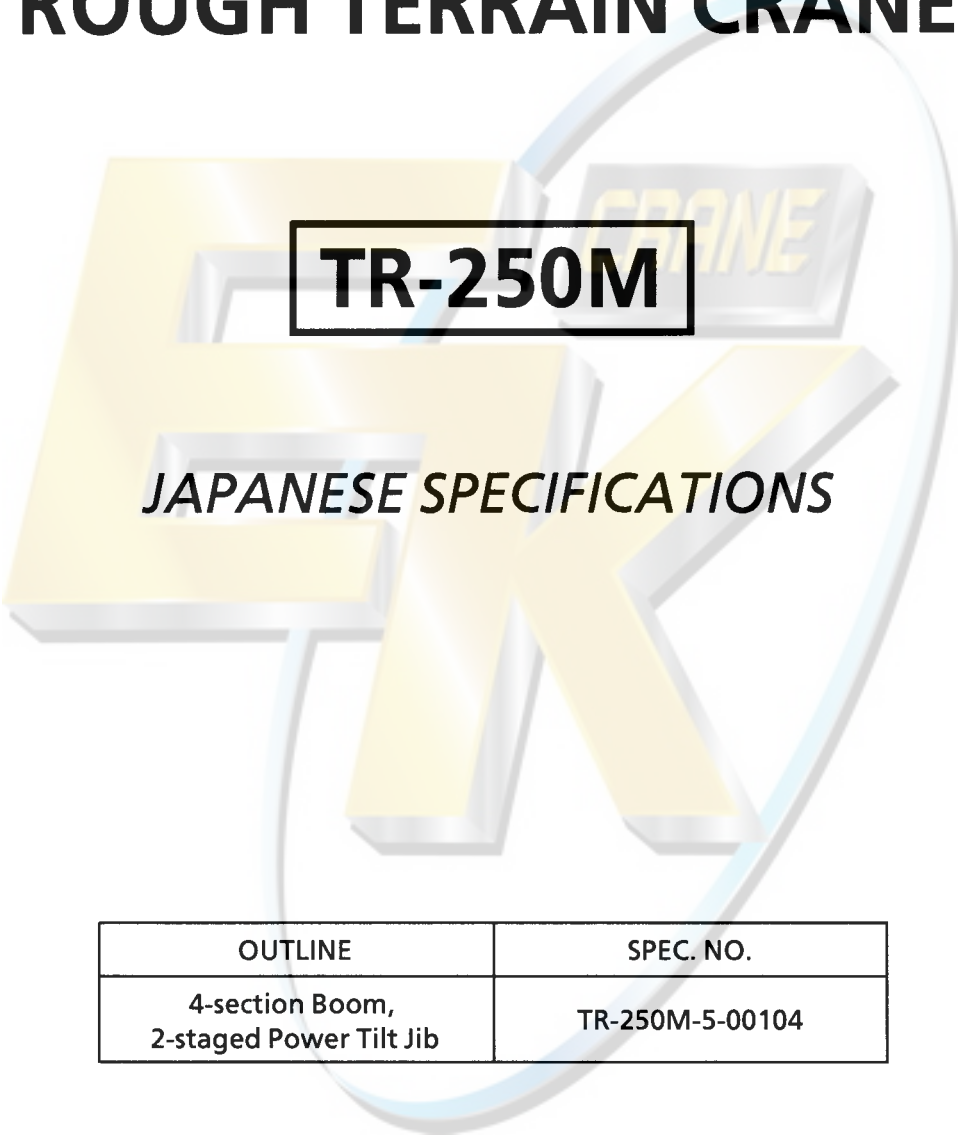 ROUGH TERRAIN CRANE
CRANE
TR-250M
JAPANESE SPECIFICATIONS
EK
OUTLINE
SPEC. NO.
4-section Boom,
2-staged Power Tilt Jib
TR-250M-5-00104